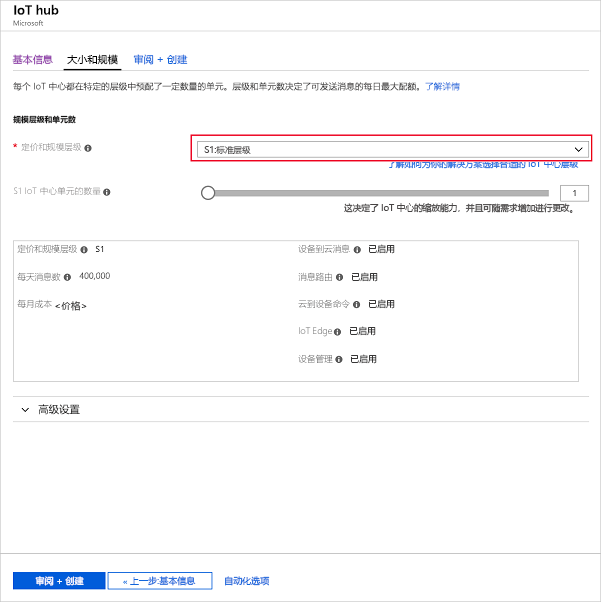 IoT hub
Microsoft
基本信息 大小和规模 审阅 + 创建
每个 IoT 中心都在特定的层级中预配了一定数量的单元。层级和单元数决定了可发送消息的每日最大配额。了解详情
规模层级和单元数
* 定价和规模层级 S1:标准层级
了解如何为你的解决方案选择合适的 IoT 中心层级
S1 IoT 中心单元的数量 1
这决定了 IoT 中心的缩放能力，并且可随需求增加进行更改。
定价和规模层级 S1 设备到云消息 已启用
每天消息数 400,000 消息路由 已启用
每月成本 <价格> 云到设备命令 已启用
IoT Edge 已启用
设备管理 已启用
高级设置
审阅 + 创建 « 上一步:基本信息 自动化选项